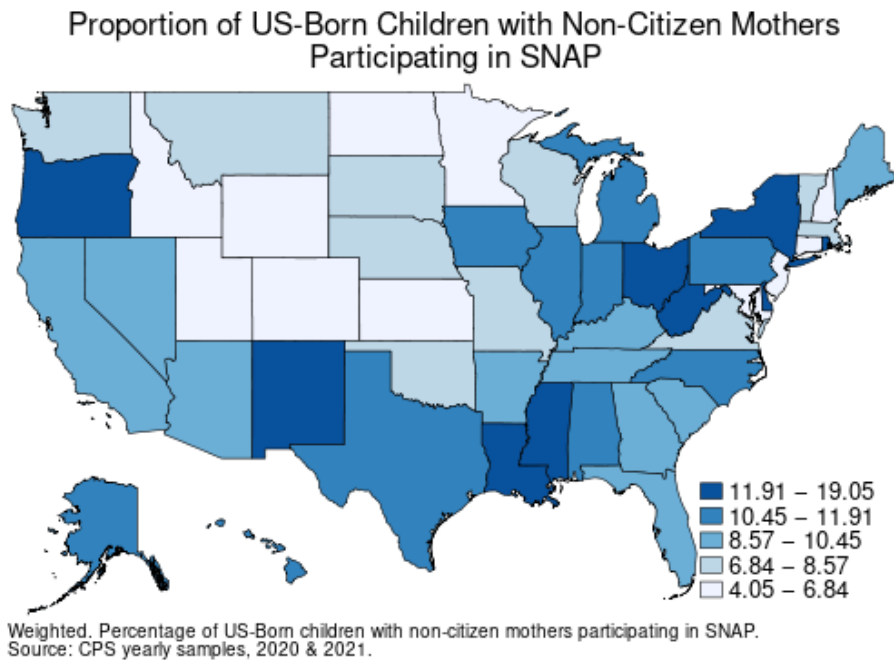 Proportion of US-Born Children with Non-Citizen Mothers
Participating in SNAP
11.91 – 19.05
10.45 – 11.91
8.57 – 10.45
6.84 – 8.57
4.05 – 6.84
Weighted. Percentage of US-Born children with non-citizen mothers participating in SNAP.
Source: CPS yearly samples, 2020 & 2021.